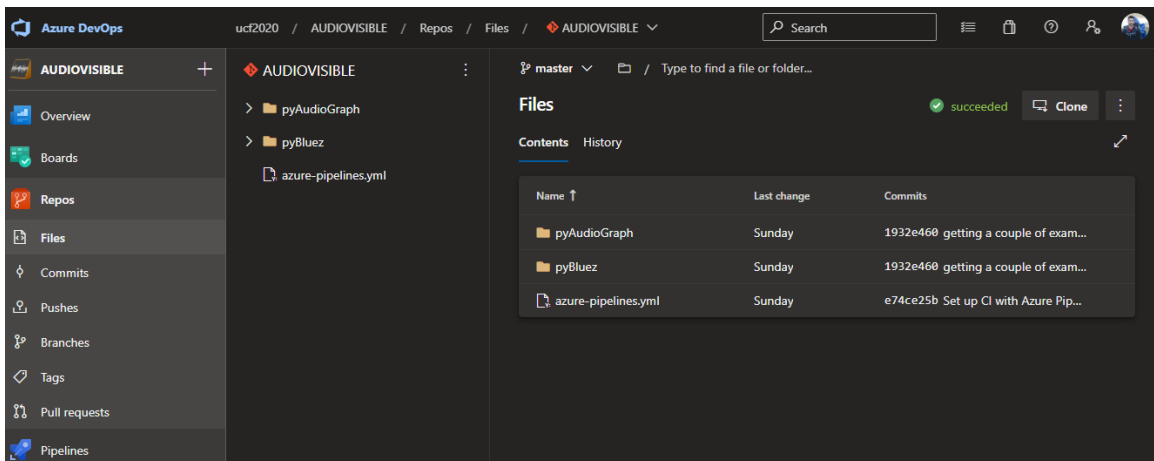 Azure DevOps
ucf2020 / AUDIOVISIBLE / Repos / Files / AUDIOVISIBLE
Search
AUDIOVISIBLE
Overview
Boards
Repos
Files
Commits
Pushes
Branches
Tags
Pull requests
Pipelines
AUDIOVISIBLE
pyAudioGraph
pyBluez
azure-pipelines.yml
master / Type to find a file or folder...
Files
succeeded Clone
Contents History
Name ↑ Last change Commits
pyAudioGraph Sunday 1932e460 getting a couple of exam...
pyBluez Sunday 1932e460 getting a couple of exam...
azure-pipelines.yml Sunday e74ce25b Set up CI with Azure Pip...